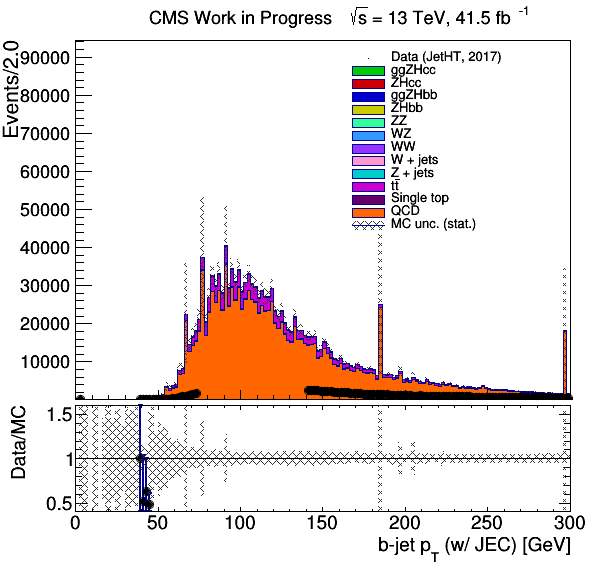 CMS Work in Progress √s = 13 TeV, 41.5 fb⁻¹
Events/2.0
90000
80000
70000
60000
50000
40000
30000
20000
10000
Data (JetHT, 2017)
ggZHcc
ZHcc
ggZHbb
ZHbb
ZZ
WZ
WW
W + jets
Z + jets
tt̄
Single top
QCD
MC unc. (stat.)
Data/MC
1.5
1
0.5
0 50 100 150 200 250 300
b-jet p_T (w/ JEC) [GeV]